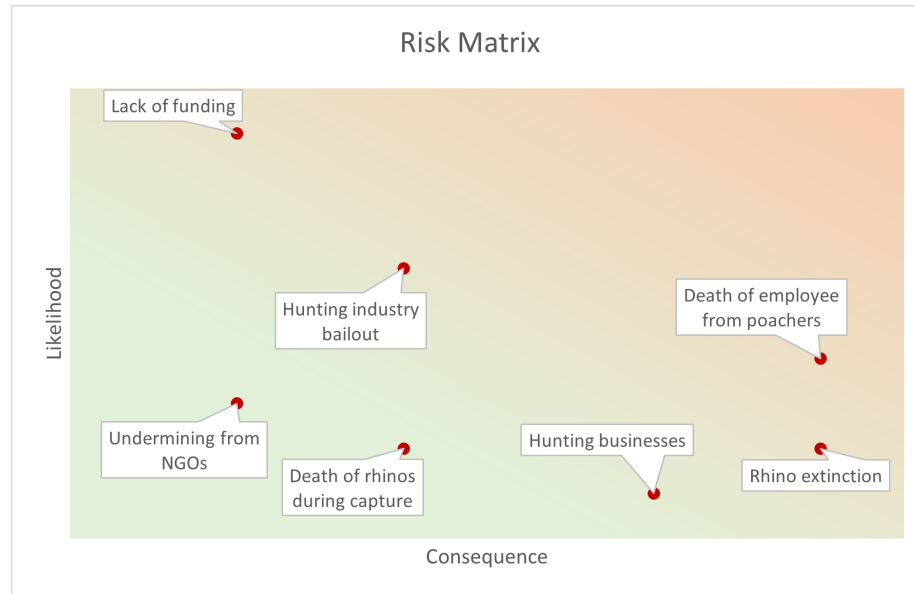 Risk Matrix
Lack of funding
Hunting industry
bailout
Death of employee
from poachers
Likelihood
Undermining from
NGOs
Death of rhinos
during capture
Hunting businesses
Rhino extinction
Consequence